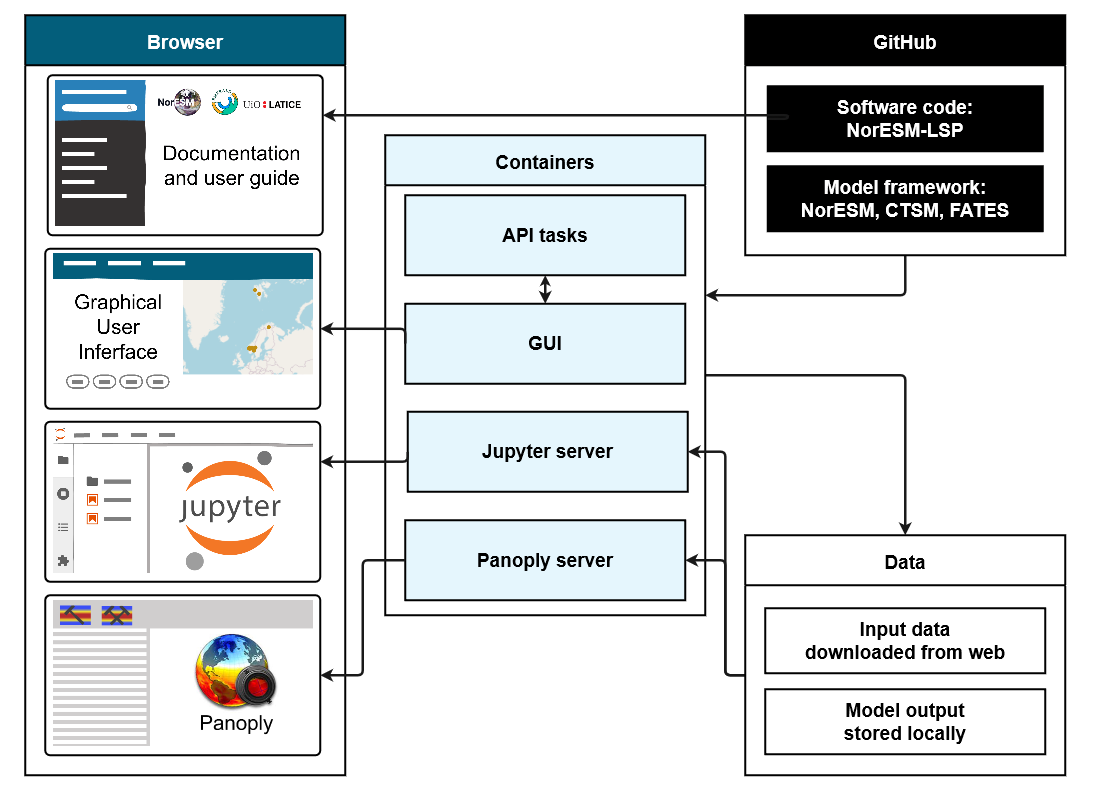 Browser
NorESM
UiO:LATICE
Documentation
and user guide
Graphical
User
Inferface
jupyter
Panoply
Containers
API tasks
GUI
Jupyter server
Panoply server
GitHub
Software code:
NorESM-LSP
Model framework:
NorESM, CTSM, FATES
Data
Input data
downloaded from web
Model output
stored locally